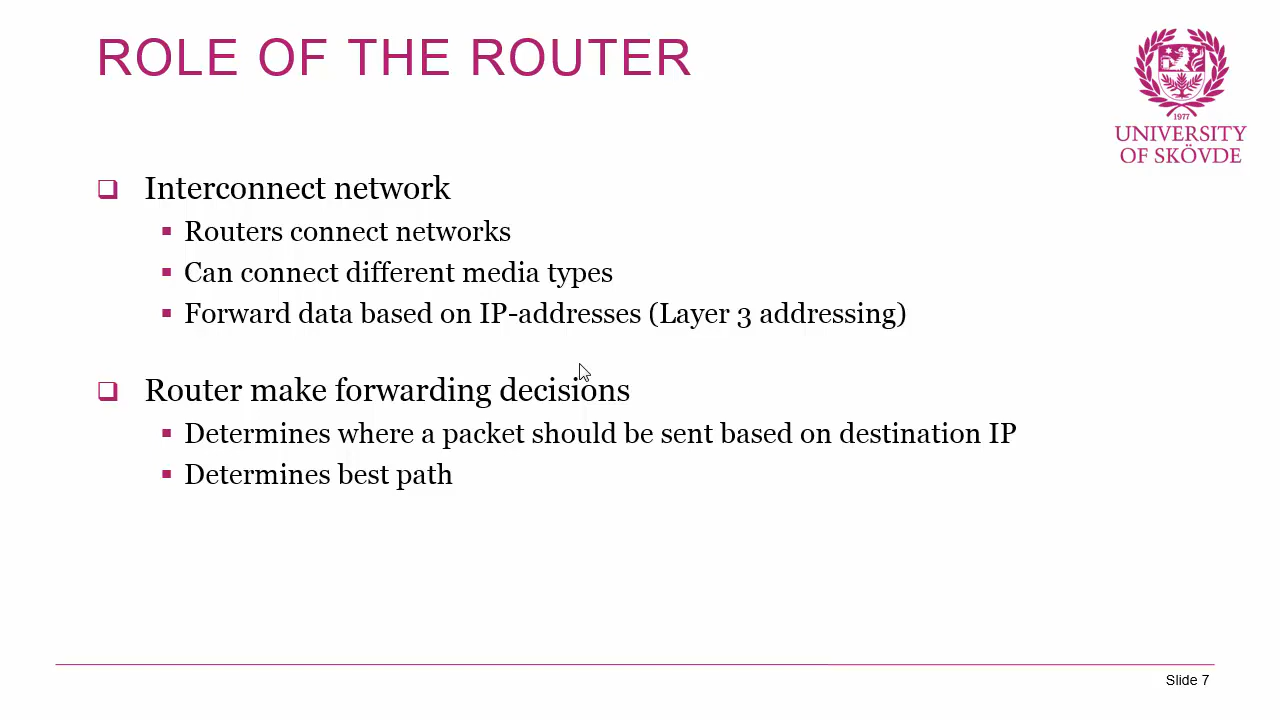 ROLE OF THE ROUTER
1977
UNIVERSITY
OF SKÖVDE
Interconnect network
Routers connect networks
Can connect different media types
Forward data based on IP-addresses (Layer 3 addressing)
Router make forwarding decisions
Determines where a packet should be sent based on destination IP
Determines best path
Slide 7